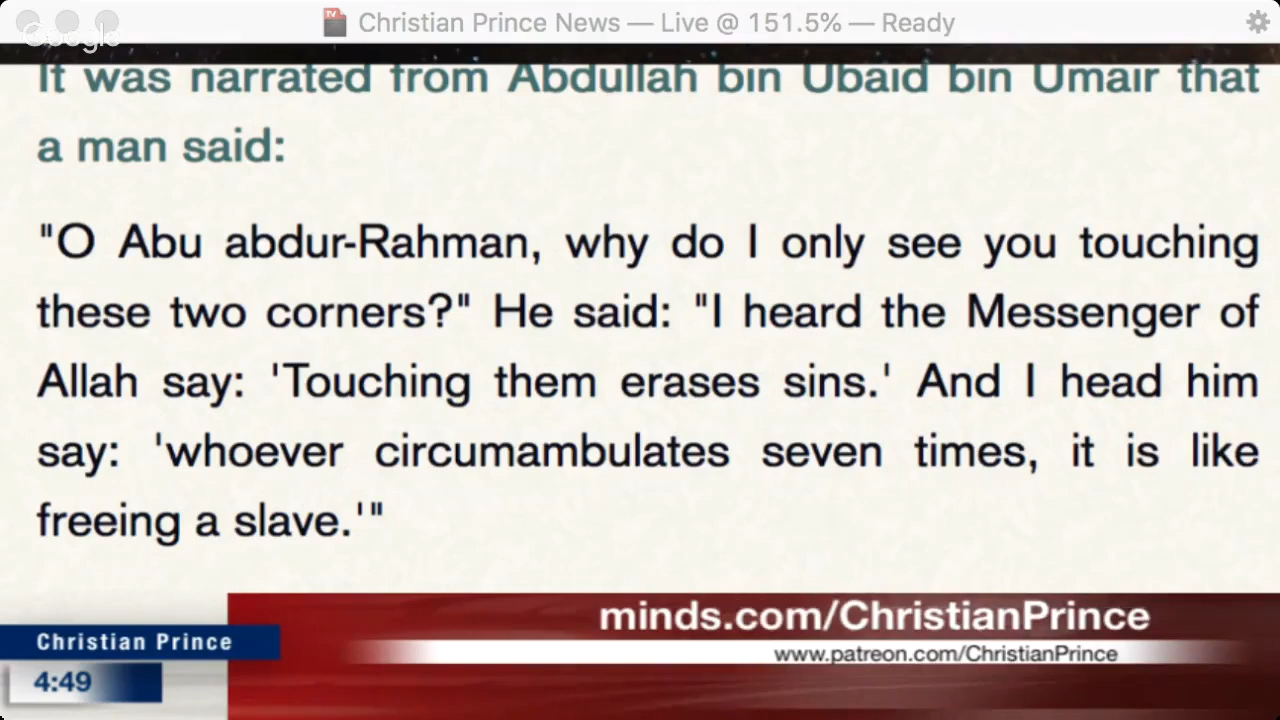 Christian Prince News — Live @ 151.5% — Ready
Google
It was narrated from Abdullah bin Ubaid bin Umair that
a man said:
"O Abu abdur-Rahman, why do I only see you touching
these two corners?" He said: "I heard the Messenger of
Allah say: 'Touching them erases sins.' And I head him
say: 'whoever circumambulates seven times, it is like
freeing a slave.'"
minds.com/ChristianPrince
Christian Prince
www.patreon.com/ChristianPrince
4:49